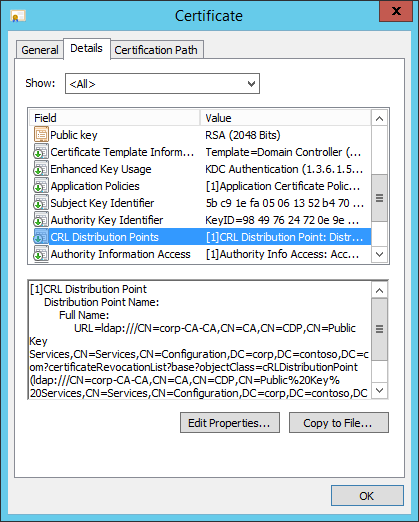 Certificate
x
General Details Certification Path
Show: <All>
Field Value
Public key RSA (2048 Bits)
Certificate Template Inform... Template=Domain Controller (...
Enhanced Key Usage KDC Authentication (1.3.6.1.5...
Application Policies [1]Application Certificate Polic...
Subject Key Identifier 5b c9 1e fa 05 06 13 52 b4 70 ...
Authority Key Identifier KeyID=98 49 76 24 72 0e 9e ...
CRL Distribution Points [1]CRL Distribution Point: Distr...
Authority Information Access [1]Authority Info Access: Acc...
[1]CRL Distribution Point
Distribution Point Name:
Full Name:
URL=ldap:///CN=corp-CA-CA,CN=CA,CN=CDP,CN=Public
Key
Services,CN=Services,CN=Configuration,DC=corp,DC=contoso,DC=c
om?certificateRevocationList?base?objectClass=cRLDistributionPoint
(ldap:///CN=corp-CA-CA,CN=CA,CN=CDP,CN=Public%20Key%
20Services,CN=Services,CN=Configuration,DC=corp,DC=contoso,DC
Edit Properties... Copy to File...
OK